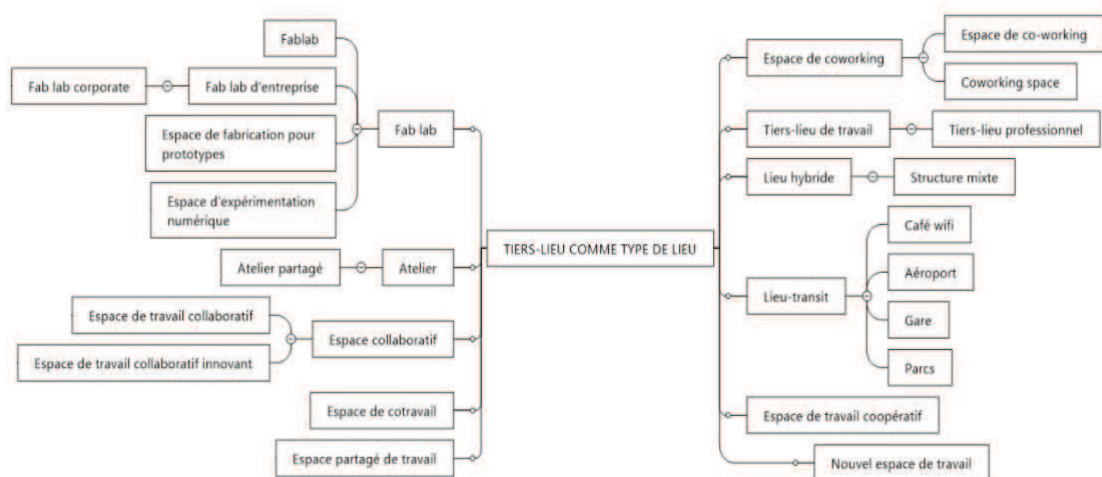 Fablab
Fab lab corporate
Fab lab d'entreprise
Fab lab
Espace de fabrication pour
prototypes
Espace d'expérimentation
numérique
Atelier partagé
Atelier
Espace de travail collaboratif
Espace collaboratif
Espace de travail collaboratif innovant
Espace de cotravail
Espace partagé de travail
TIERS-LIEU COMME TYPE DE LIEU
Espace de coworking
Espace de co-working
Coworking space
Tiers-lieu de travail
Tiers-lieu professionnel
Lieu hybride
Structure mixte
Lieu-transit
Café wifi
Aéroport
Gare
Parcs
Espace de travail coopératif
Nouvel espace de travail